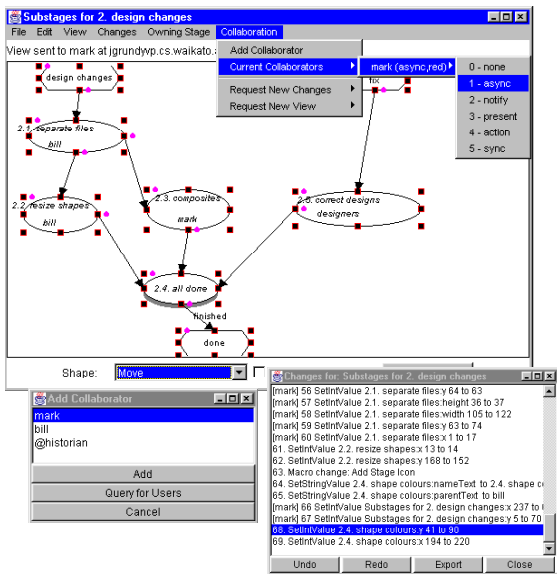 Substages for 2. design changes
File Edit View Changes Owning Stage Collaboration
View sent to mark at jgrundyvp.cs.waikato.
Add Collaborator
Current Collaborators
Request New Changes
Request New View
mark (async,red)
0 - none
1 - async
2 - notify
3 - present
4 - action
5 - sync
design changes
fix
2.1. separate files
bill
2.2. resize shapes
bill
2.3. composites
mark
2.5. correct designs
designers
2.4. all done
finished
done
Shape: Move
Add Collaborator
mark
bill
@historian
Add
Query for Users
Cancel
Changes for: Substages for 2. design changes
[mark] 56 SetIntValue 2.1. separate files:y 64 to 63
[mark] 57 SetIntValue 2.1. separate files:height 36 to 37
[mark] 58 SetIntValue 2.1. separate files:width 105 to 122
[mark] 59 SetIntValue 2.1. separate files:y 63 to 74
[mark] 60 SetIntValue 2.1. separate files:x 1 to 17
61. SetIntValue 2.2. resize shapes:x 13 to 14
62. SetIntValue 2.2. resize shapes:y 168 to 152
63. Macro change: Add Stage Icon
64. SetStringValue 2.4. shape colours:nameText to 2.4. shape co
65. SetStringValue 2.4. shape colours:parentText to bill
[mark] 66 SetIntValue Substages for 2. design changes:x 237 to
[mark] 67 SetIntValue Substages for 2. design changes:y 5 to 70
68. SetIntValue 2.4. shape colours:y 41 to 90
69. SetIntValue 2.4. shape colours:x 194 to 220
Undo Redo Export Close